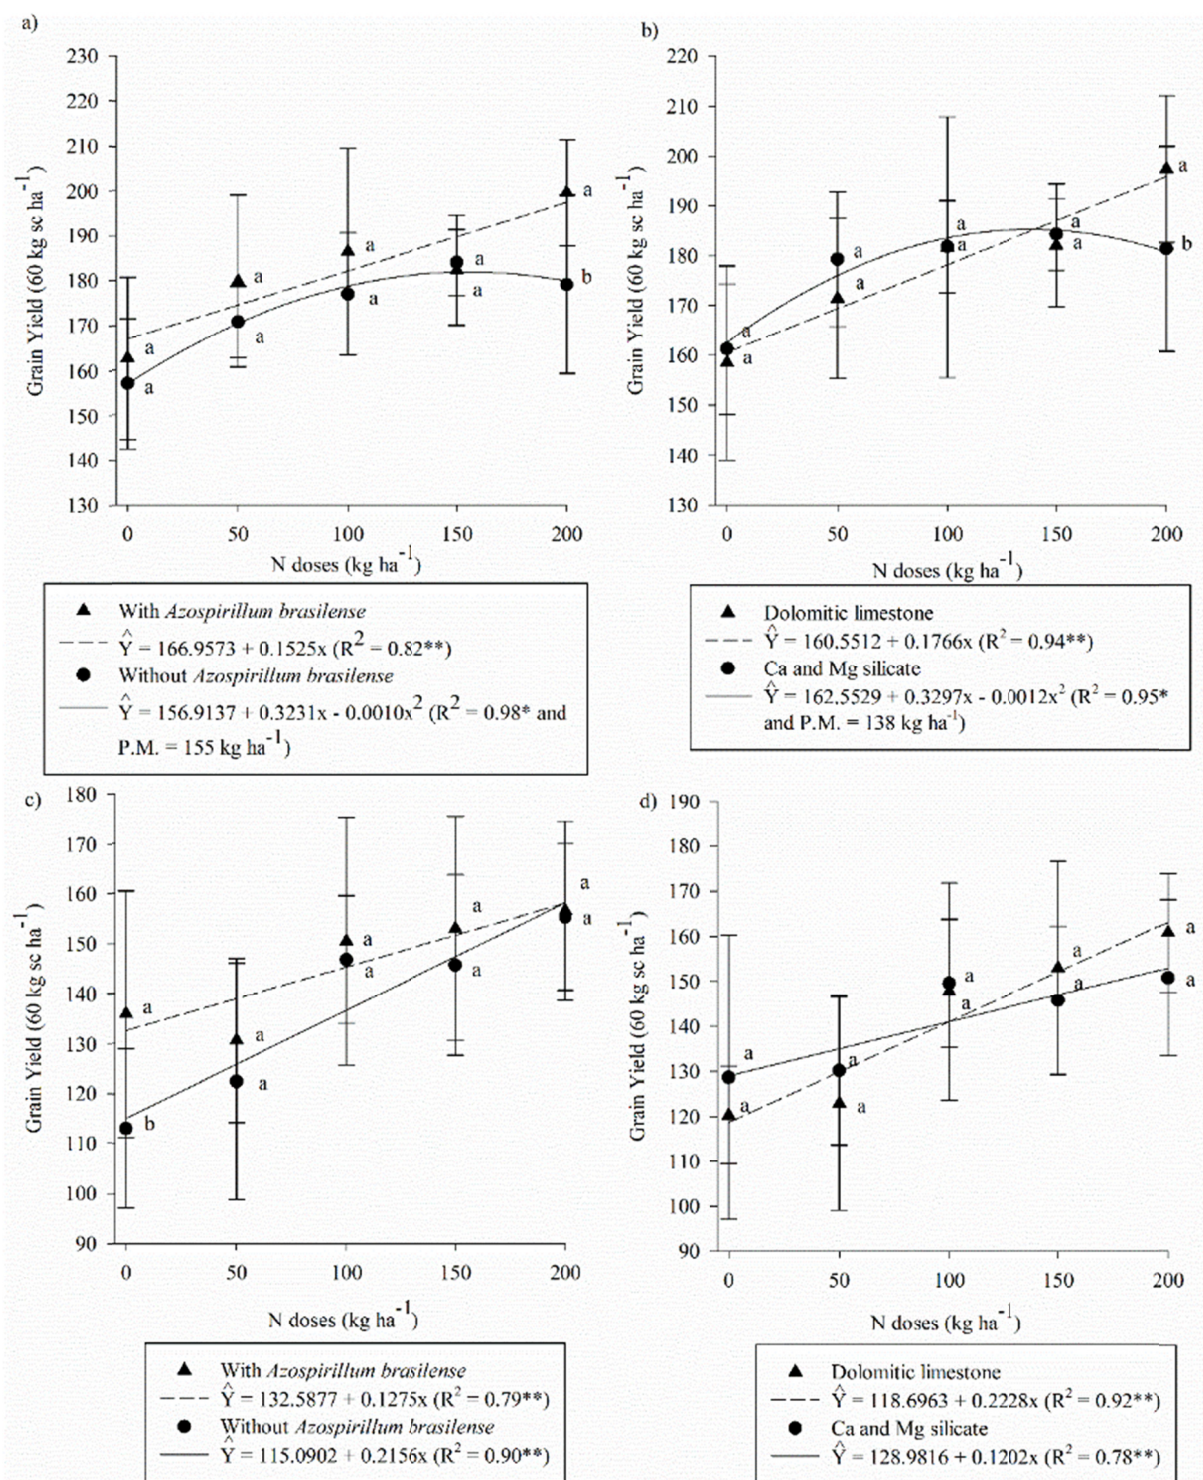 a)
230
220
210
200
190
180
170
160
150
140
130
Grain Yield (60 kg sc ha⁻¹)
a
a
a
a
a
a
a
a
a
b
0 50 100 150 200
N doses (kg ha⁻¹)
With Azospirillum brasilense
Ŷ = 166.9573 + 0.1525x (R² = 0.82**)
Without Azospirillum brasilense
Ŷ = 156.9137 + 0.3231x - 0.0010x² (R² = 0.98* and
P.M. = 155 kg ha⁻¹)
b)
220
210
200
190
180
170
160
150
140
130
Grain Yield (60 kg sc ha⁻¹)
a
a
a
a
a
a
a
a
a
b
0 50 100 150 200
N doses (kg ha⁻¹)
Dolomitic limestone
Ŷ = 160.5512 + 0.1766x (R² = 0.94**)
Ca and Mg silicate
Ŷ = 162.5529 + 0.3297x - 0.0012x² (R² = 0.95*
and P.M. = 138 kg ha⁻¹)
c)
180
170
160
150
140
130
120
110
100
90
Grain Yield (60 kg sc ha⁻¹)
a
b
a
a
a
a
a
a
a
a
0 50 100 150 200
N doses (kg ha⁻¹)
With Azospirillum brasilense
Ŷ = 132.5877 + 0.1275x (R² = 0.79**)
Without Azospirillum brasilense
Ŷ = 115.0902 + 0.2156x (R² = 0.90**)
d)
190
180
170
160
150
140
130
120
110
100
90
Grain Yield (60 kg sc ha⁻¹)
a
a
a
a
a
a
a
a
a
a
0 50 100 150 200
N doses (kg ha⁻¹)
Dolomitic limestone
Ŷ = 118.6963 + 0.2228x (R² = 0.92**)
Ca and Mg silicate
Ŷ = 128.9816 + 0.1202x (R² = 0.78**)